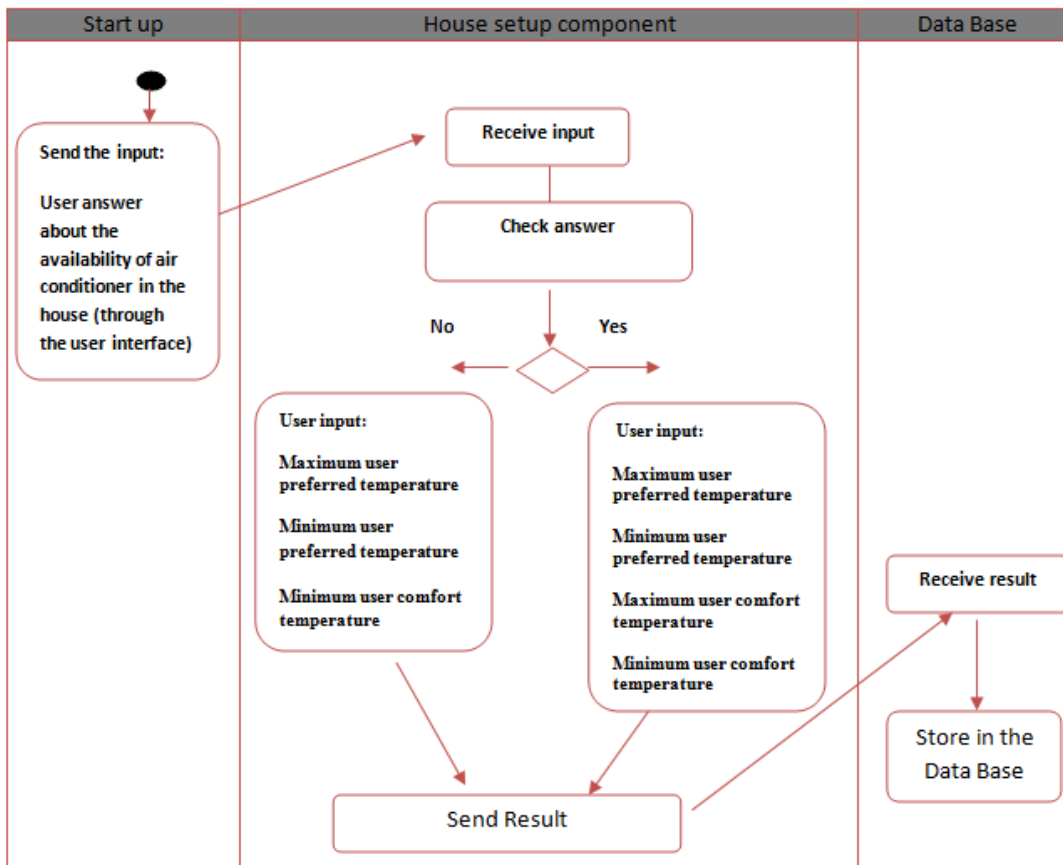 Start up
House setup component
Data Base
Send the input:
User answer
about the
availability of air
conditioner in the
house (through
the user interface)
Receive input
Check answer
No
Yes
User input:
Maximum user
preferred temperature
Minimum user
preferred temperature
Minimum user comfort
temperature
User input:
Maximum user
preferred temperature
Minimum user
preferred temperature
Maximum user comfort
temperature
Minimum user comfort
temperature
Send Result
Receive result
Store in the
Data Base